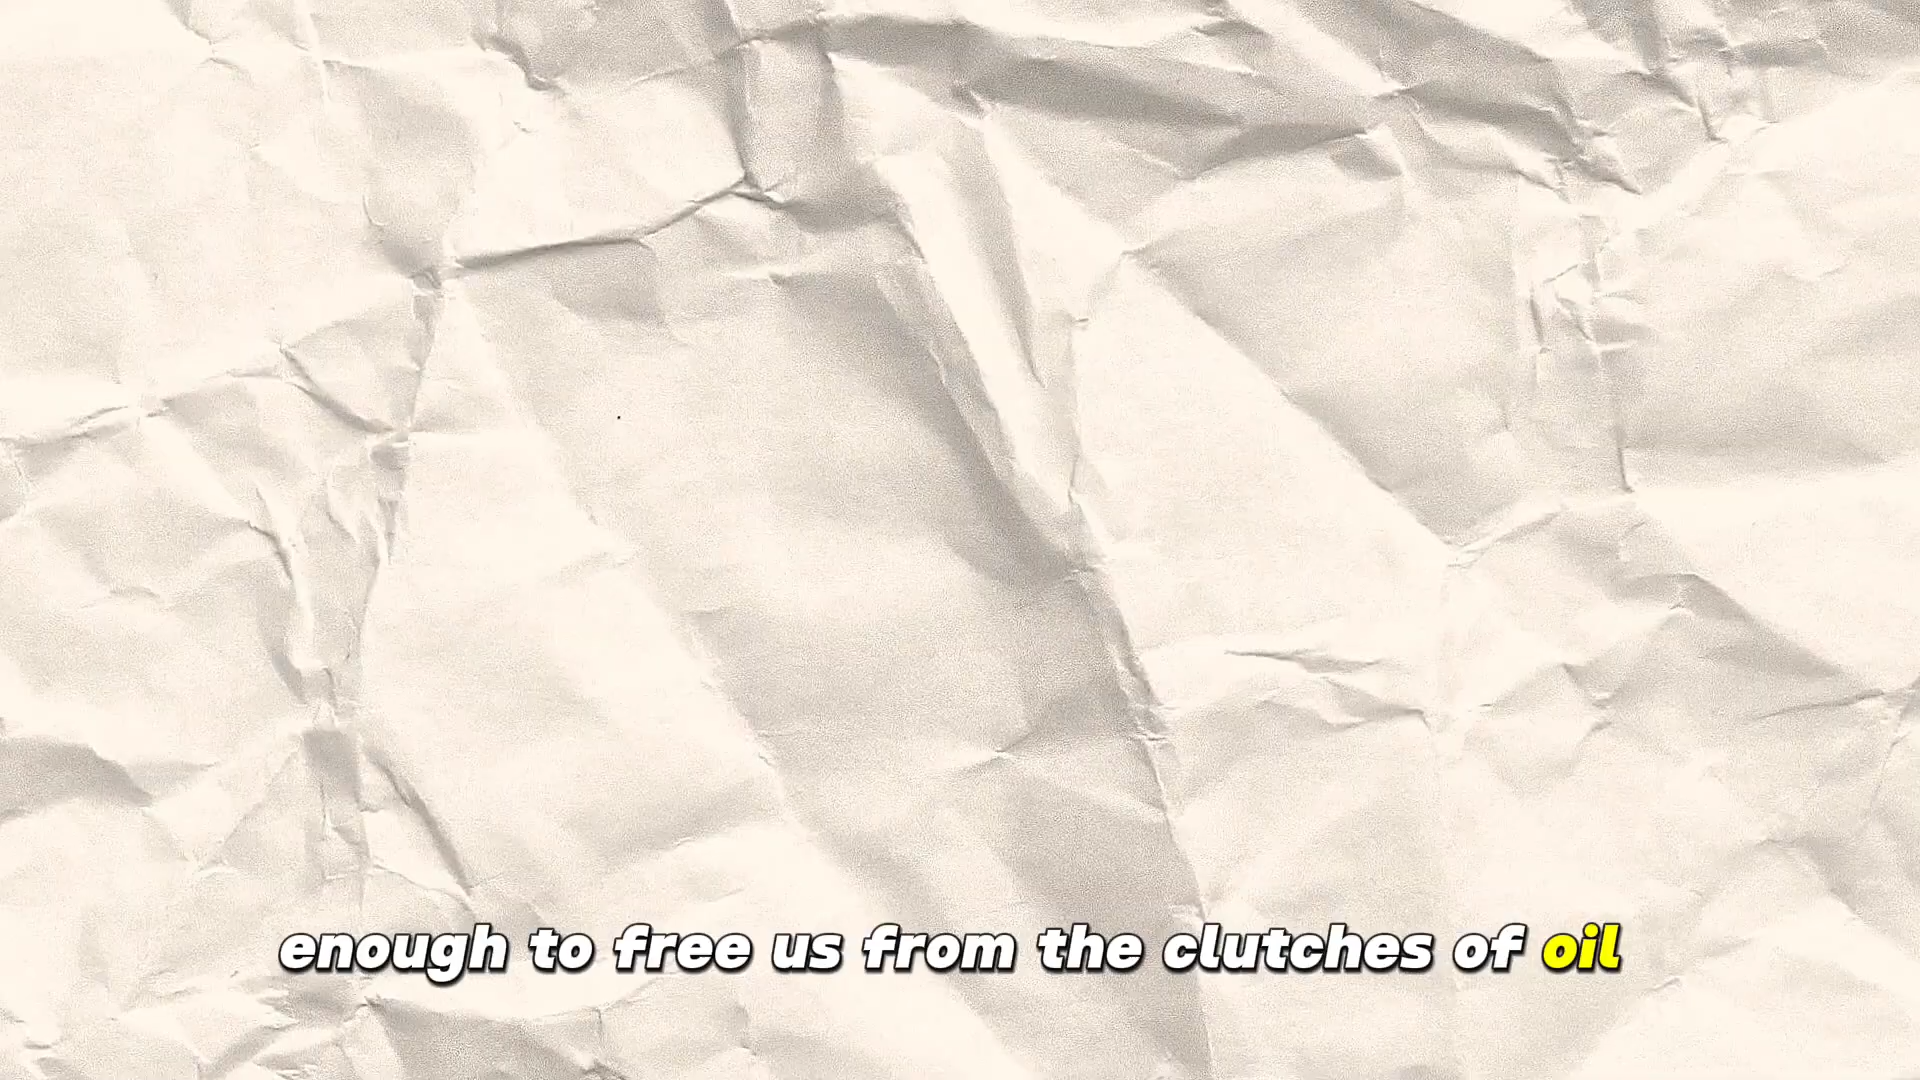 enough to free us from the clutches of oil